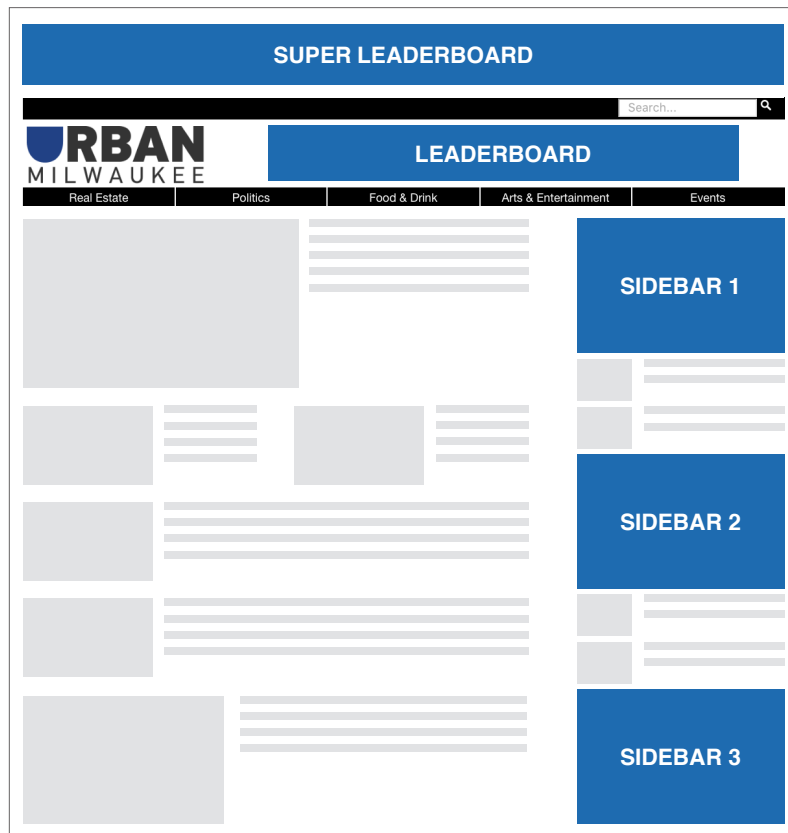 SUPER LEADERBOARD
Search...
URBAN
MILWAUKEE
LEADERBOARD
Real Estate Politics Food & Drink Arts & Entertainment Events
SIDEBAR 1
SIDEBAR 2
SIDEBAR 3